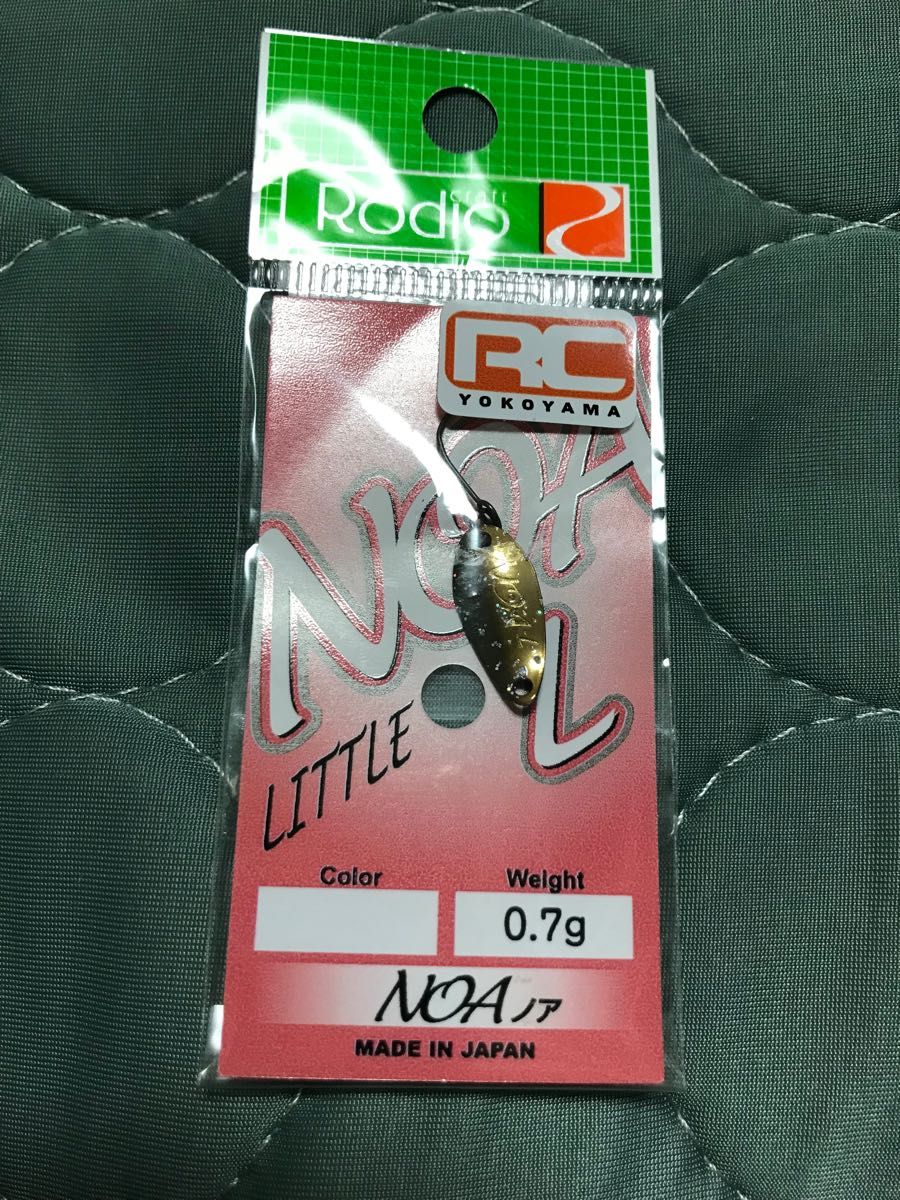 CRAFT
Rodio
RC
YOKOYAMA
NOA
L
LITTLE
Color
Weight
0.7g
NOAノア
MADE IN JAPAN